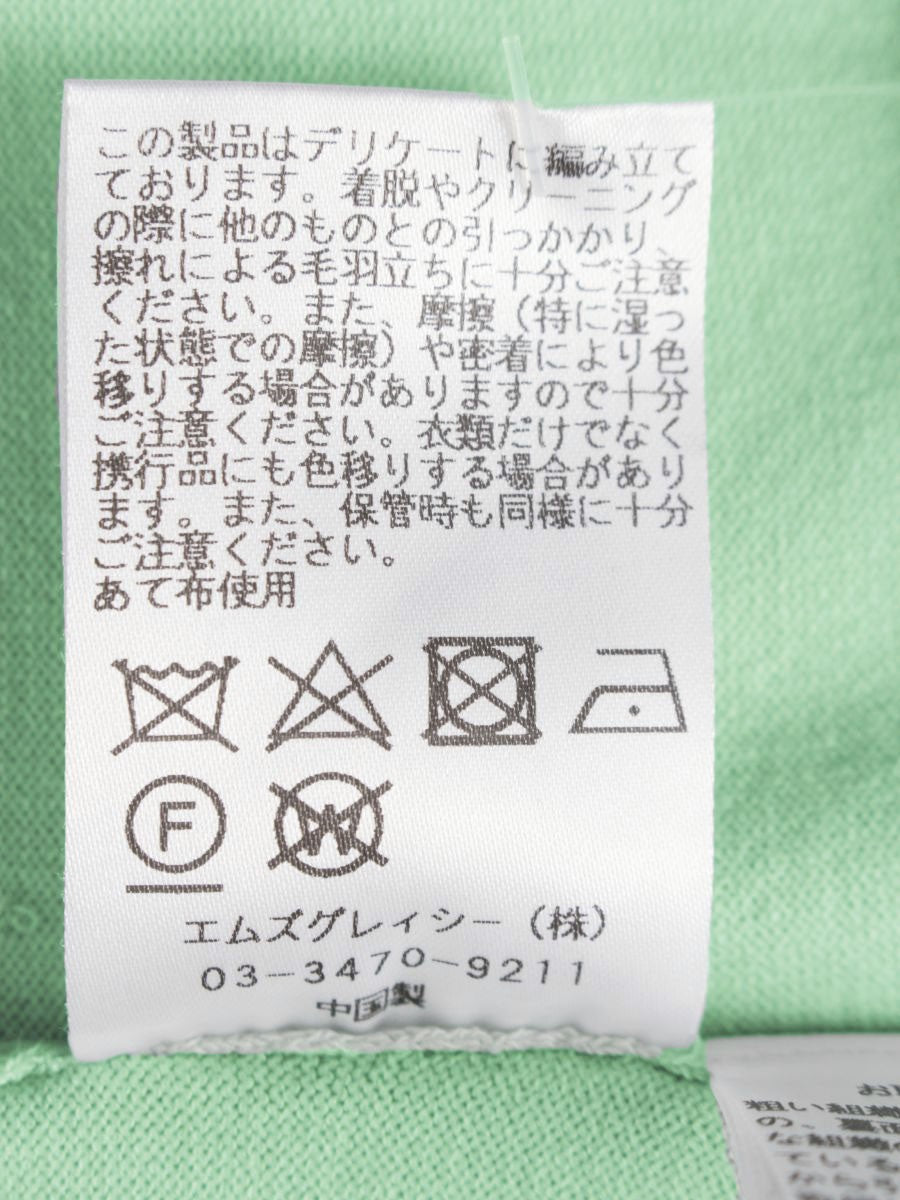 この製品はデリケートに編み立て
ております。着脱やクリーニング
の際に他のものとの引っかかり、
擦れによる毛羽立ちに十分ご注意
ください。また、摩擦（特に湿っ
た状態での摩擦）や密着により色
移りする場合がありますので十分
ご注意ください。衣類だけでなく
携行品にも色移りする場合があり
ます。また、保管時も同様に十分
ご注意ください。
あて布使用
F
W
エムズグレィシー（株）
03-3470-9211
中国製
の、
ている
から